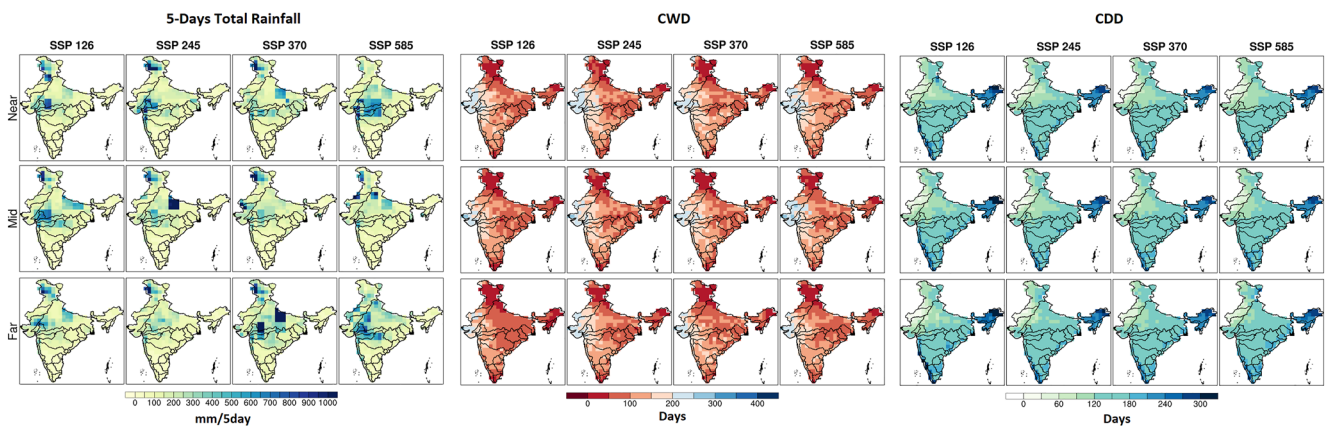 5-Days Total Rainfall
SSP 126 SSP 245 SSP 370 SSP 585
Near
Mid
Far
0 100 200 300 400 500 600 700 800 900 1000
mm/5day
CWD
SSP 126 SSP 245 SSP 370 SSP 585
0 100 200 300 400
Days
CDD
SSP 126 SSP 245 SSP 370 SSP 585
0 60 120 180 240 300
Days